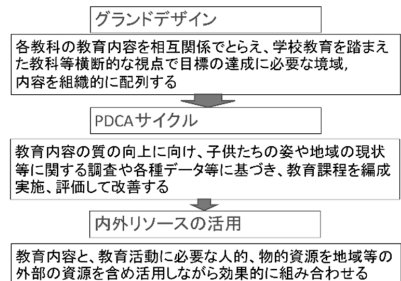 グランドデザイン
各教科の教育内容を相互関係でとらえ、学校教育を踏まえ
た教科等横断的な視点で目標の達成に必要な境域,
内容を組織的に配列する
PDCAサイクル
教育内容の質の向上に向け、子供たちの姿や地域の現状
等に関する調査や各種データ等に基づき、教育課程を編成
実施、評価して改善する
内外リソースの活用
教育内容と、教育活動に必要な人的、物的資源を地域等の
外部の資源を含め活用しながら効果的に組み合わせる